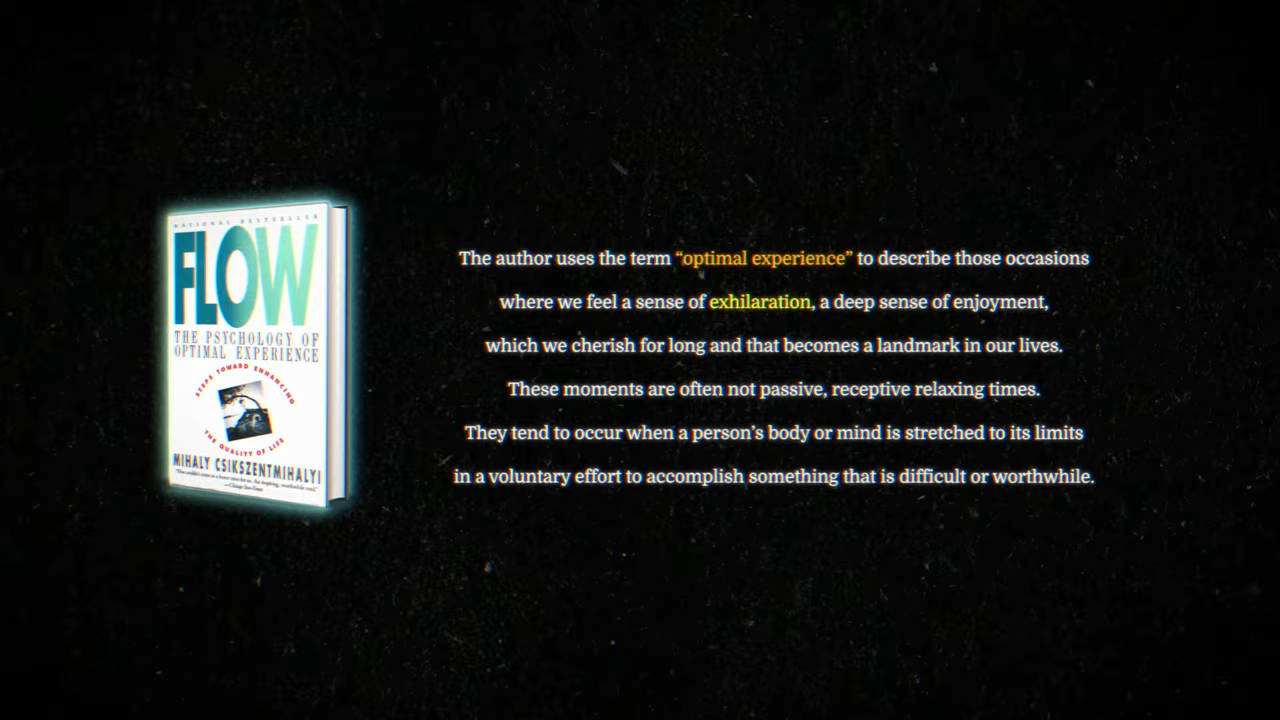 NATIONAL BESTSELLER
FLOW
THE PSYCHOLOGY OF
OPTIMAL EXPERIENCE
STEPS TOWARD ENHANCING
THE QUALITY OF LIFE
MIHALY CSIKSZENTMIHALYI
—Chicago Sun-Times
The author uses the term “optimal experience” to describe those occasions
where we feel a sense of exhilaration, a deep sense of enjoyment,
which we cherish for long and that becomes a landmark in our lives.
These moments are often not passive, receptive relaxing times.
They tend to occur when a person’s body or mind is stretched to its limits
in a voluntary effort to accomplish something that is difficult or worthwhile.